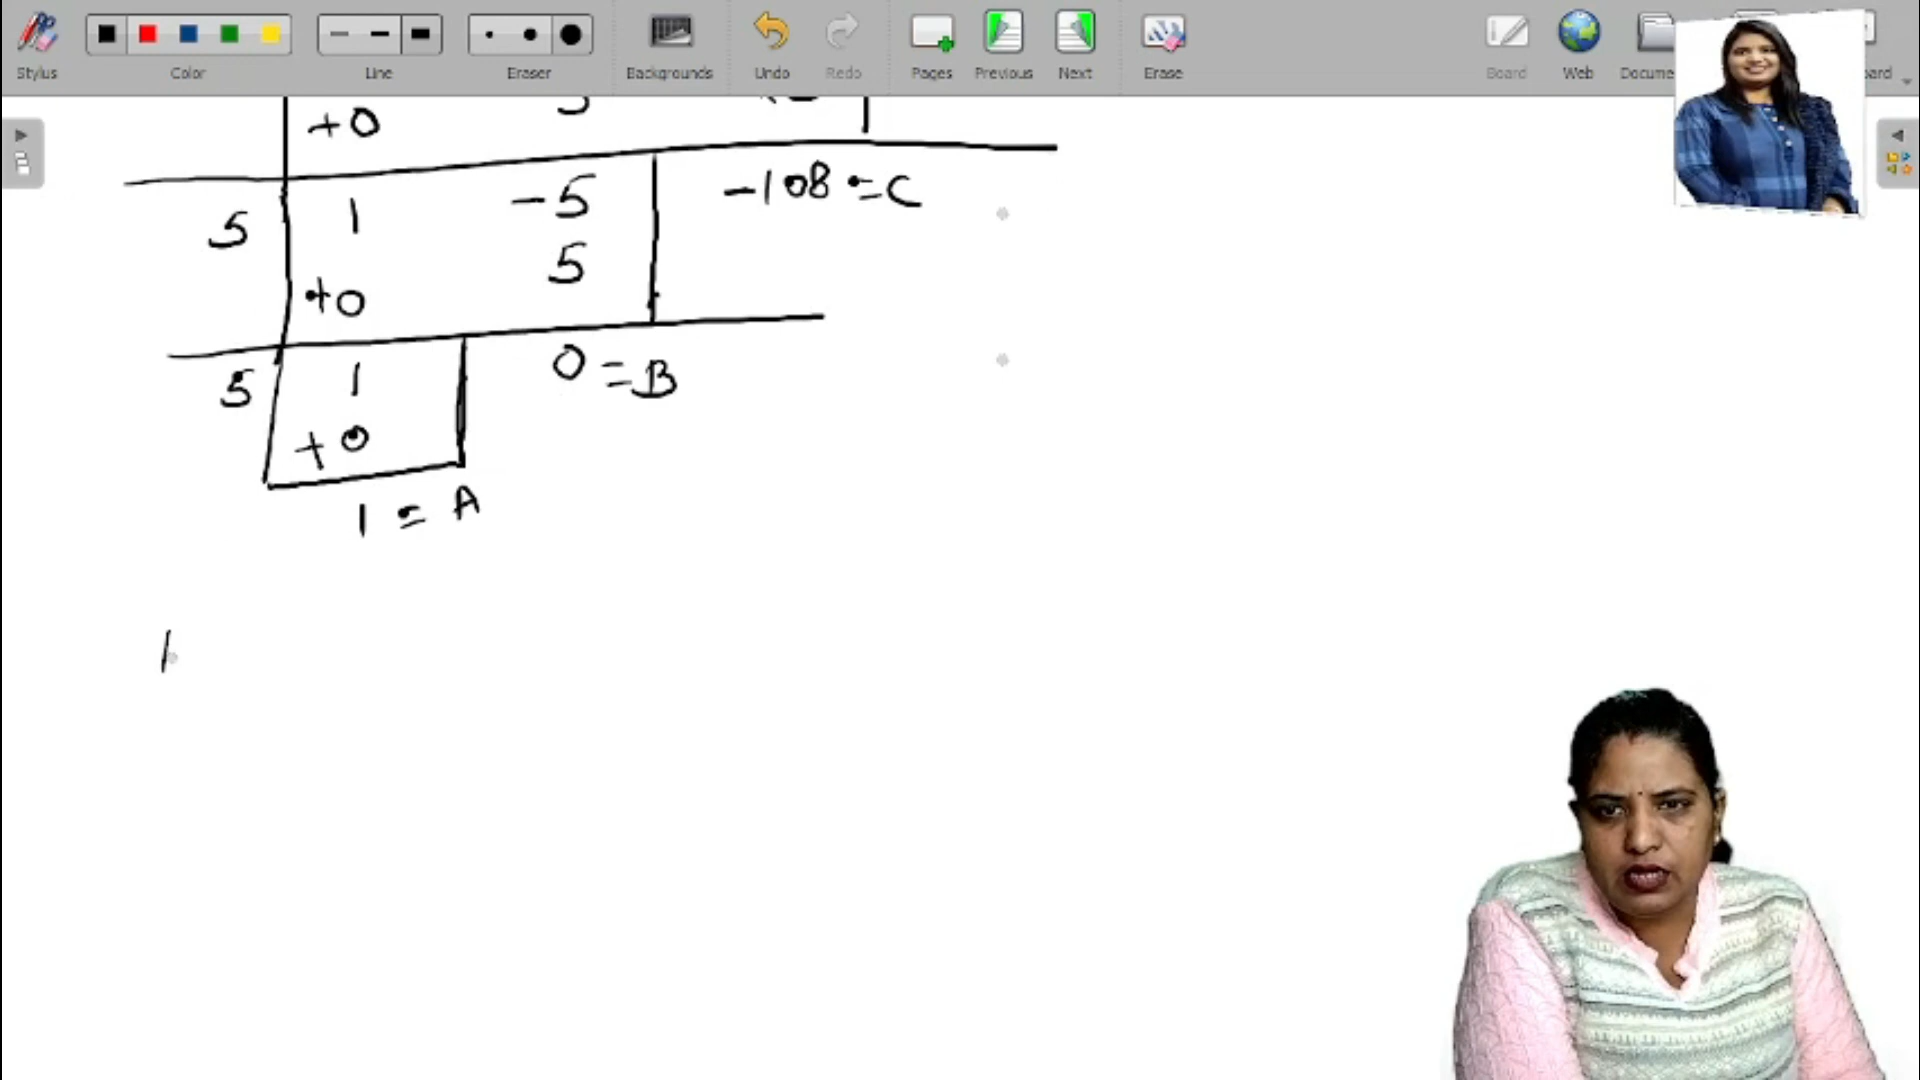 Stylus Color Line Eraser Backgrounds Undo Redo Pages Previous Next Erase Board Web
+0
5 1 -5 -108 = C
+0 5
5 1 0 = B
+0
1 = A